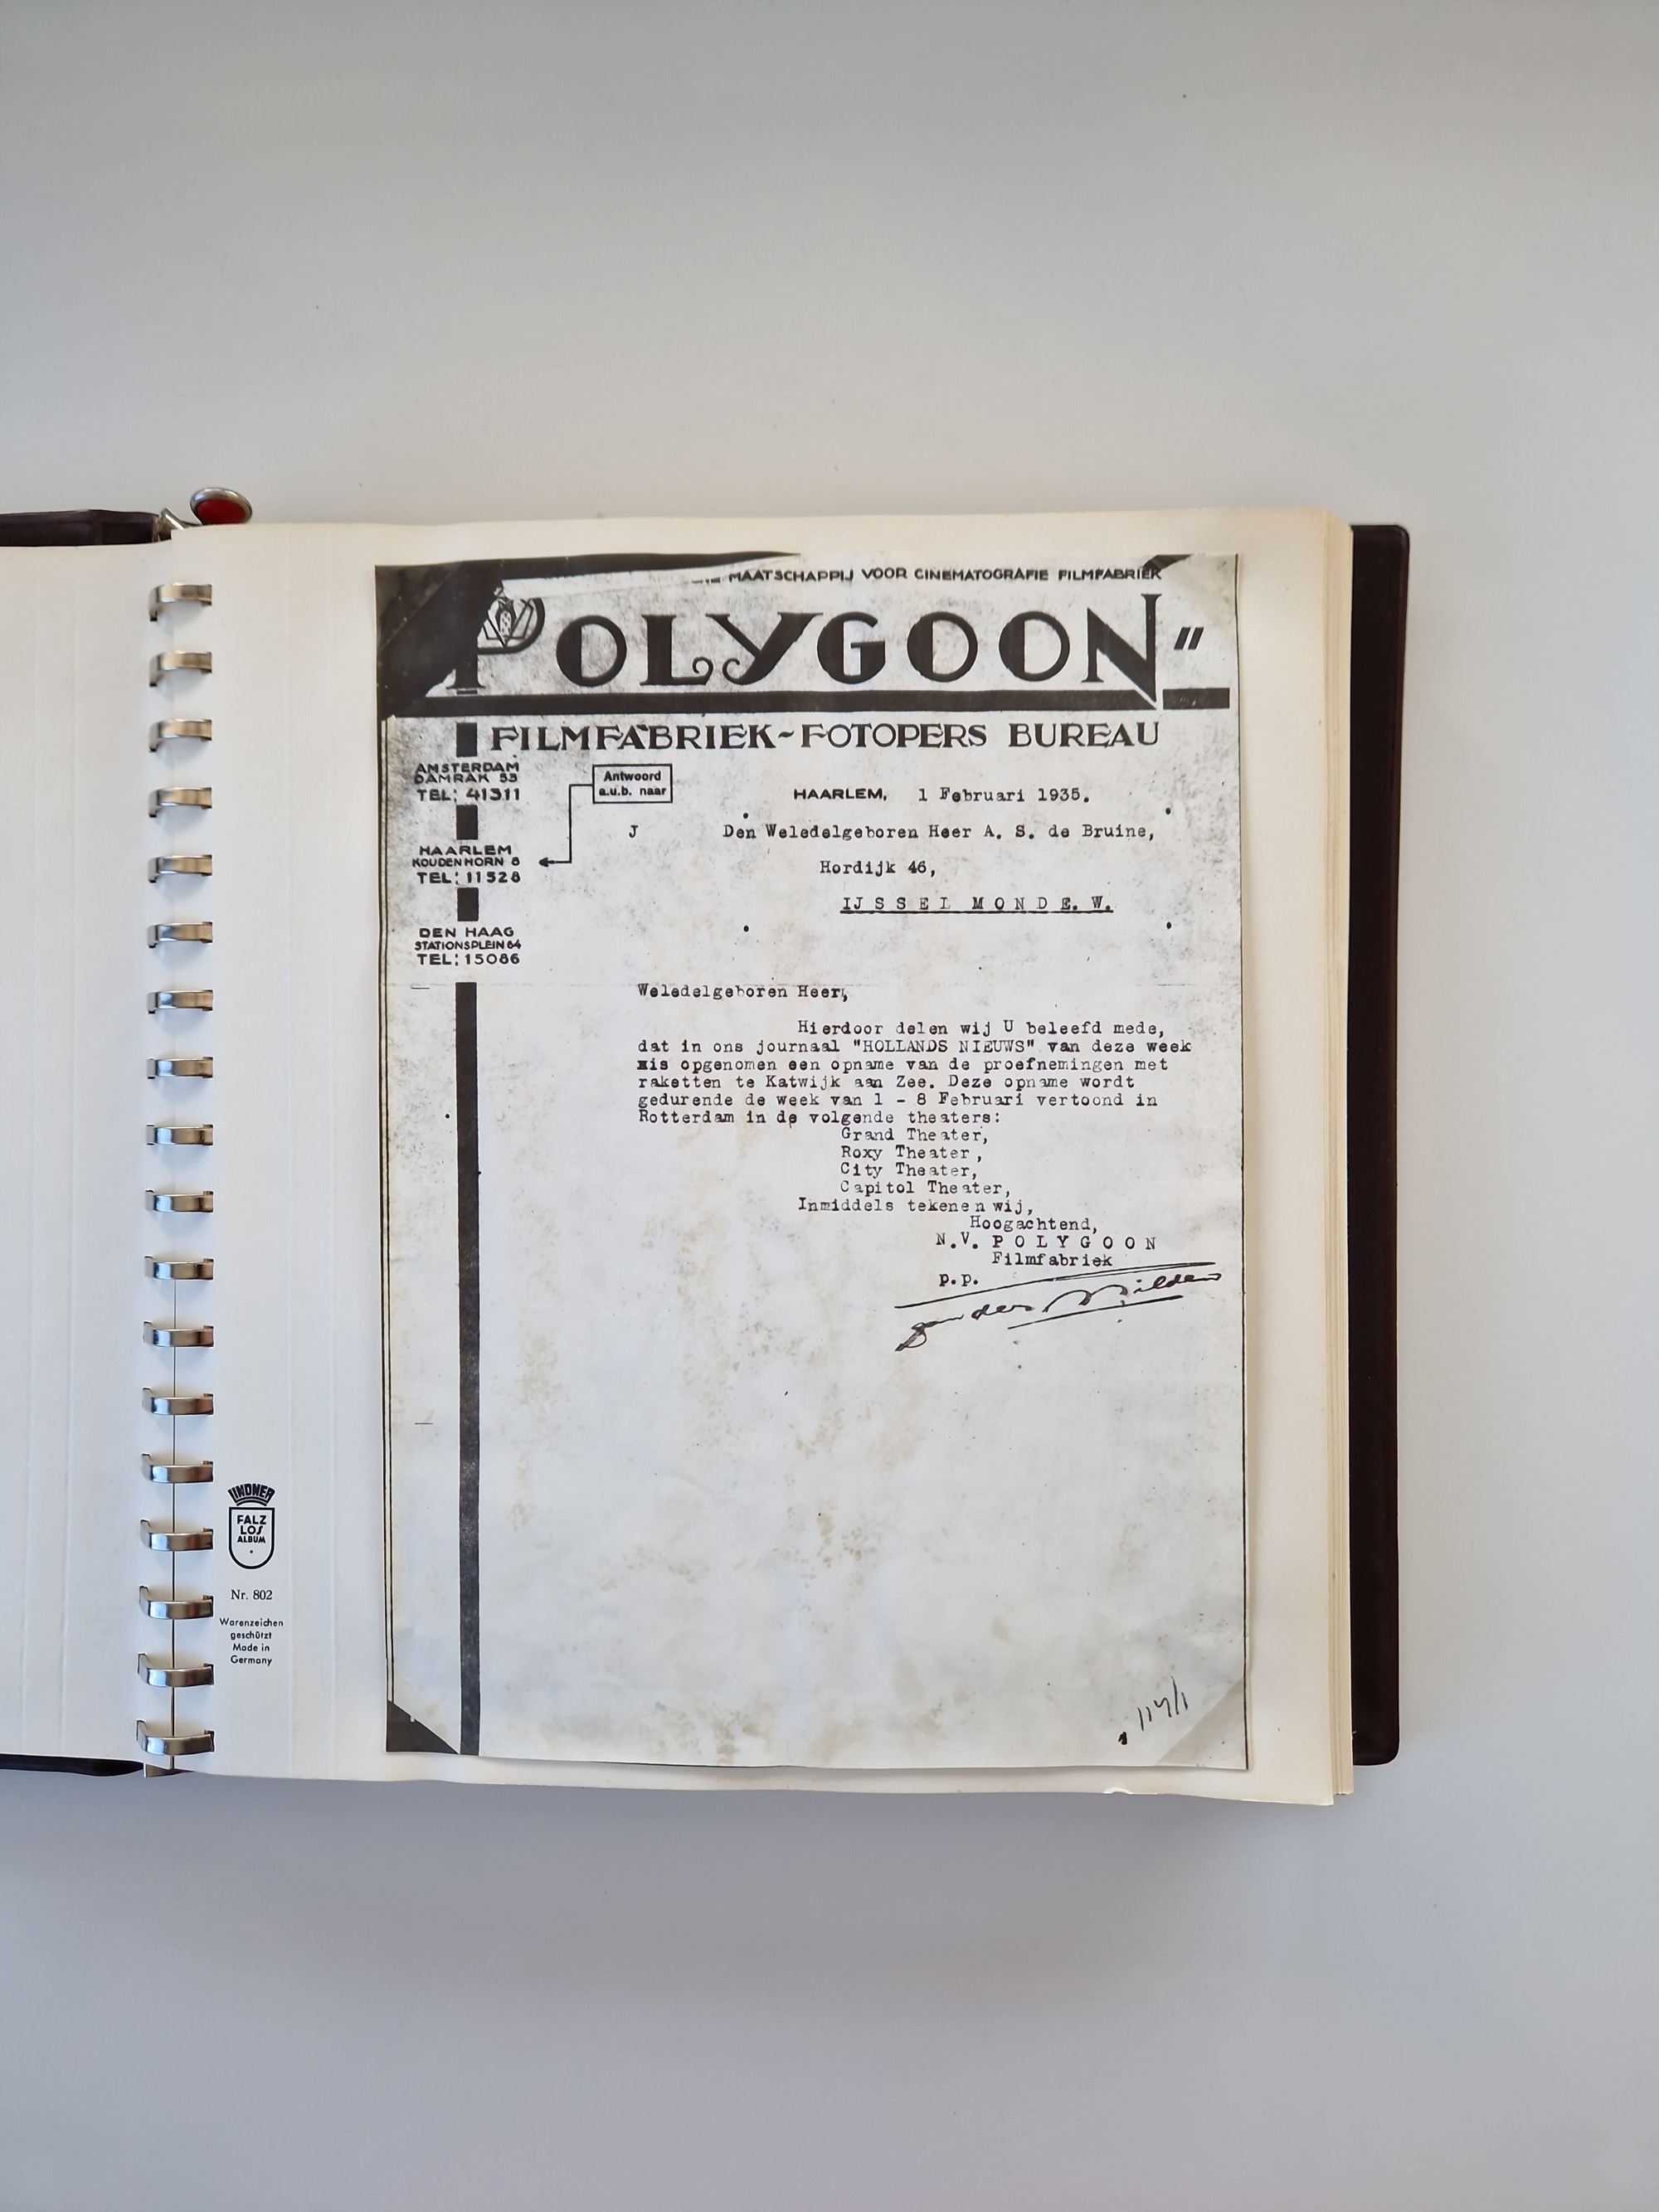 MAATSCHAPPIJ VOOR CINEMATOGRAFIE FILMFABRIEK
POLYGOON"
FILMFABRIEK-FOTOPERS BUREAU
AMSTERDAM
DAMRAK 53
TEL: 41311
HAARLEM
KOUDENHORN 8
TEL: 11528
DEN HAAG
STATIONSPLEIN 64
TEL: 15086
Antwoord
a.u.b. naar
HAARLEM, 1 Februari 1935.
J Den Weledelgeboren Heer A. S. de Bruine,
Hordijk 46,
IJSSEL MONDE. W.
Weledelgeboren Heer,
Hierdoor delen wij U beleefd mede,
dat in ons journaal "HOLLANDS NIEUWS" van deze week
is opgenomen een opname van de proefnemingen met
raketten te Katwijk aan Zee. Deze opname wordt
gedurende de week van 1 - 8 Februari vertoond in
Rotterdam in de volgende theaters:
Grand Theater,
Roxy Theater,
City Theater,
Capitol Theater,
Inmiddels tekenen wij,
Hoogachtend,
N.V. POLYGOON
Filmfabriek
p.p.
LINDNER
FALZ
LOS
ALBUM
Nr. 802
Warenzeichen
geschützt
Made in
Germany